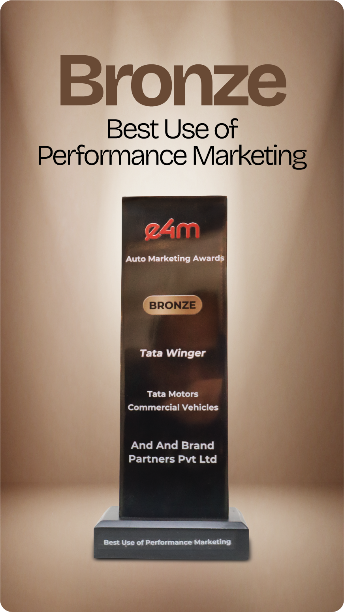 Bronze
Best Use of
Performance Marketing
e4m
Auto Marketing Awards
BRONZE
Tata Winger
Tata Motors
Commercial Vehicles
And And Brand
Partners Pvt Ltd
Best Use of Performance Marketing